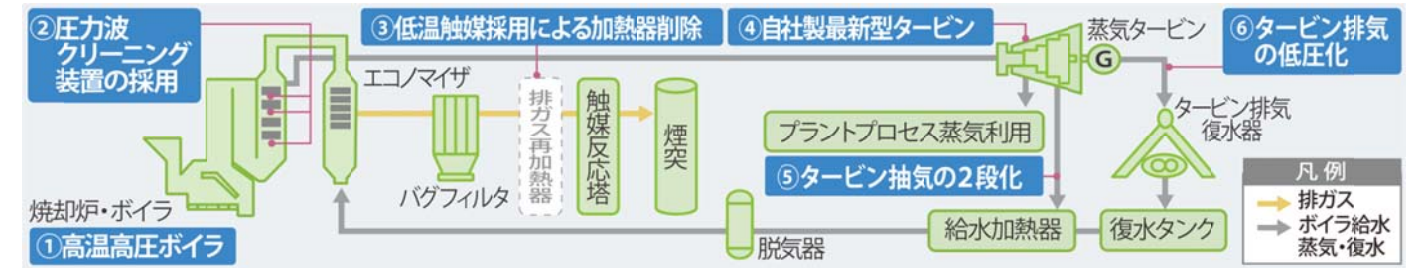 ②圧力波
クリーニング
装置の採用
③低温触媒採用による加熱器削除
④自社製最新型タービン
蒸気タービン
⑥タービン排気
の低圧化
G
エコノマイザ
排ガス再加熱器
触媒反応塔
煙突
プラントプロセス蒸気利用
タービン排気
復水器
⑤タービン抽気の2段化
バグフィルタ
焼却炉・ボイラ
①高温高圧ボイラ
脱気器
給水加熱器
復水タンク
凡例
排ガス
ボイラ給水
蒸気・復水